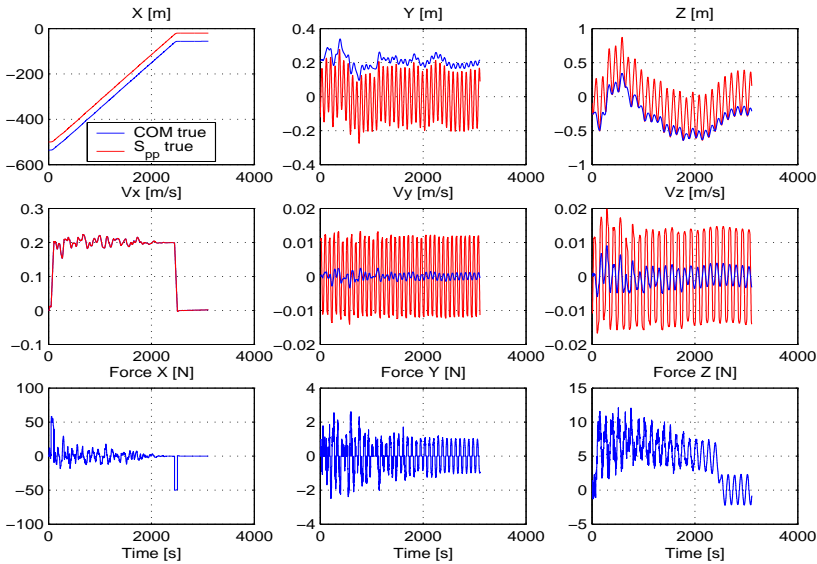 X [m]
Y [m]
Z [m]
0
−200
−400
−600
COM true
S_pp true
0 2000 4000
0.4
0.2
0
−0.2
−0.4
0 2000 4000
1
0.5
0
−0.5
−1
0 2000 4000
Vx [m/s]
Vy [m/s]
Vz [m/s]
0.3
0.2
0.1
0
−0.1
0 2000 4000
0.02
0.01
0
−0.01
−0.02
0 2000 4000
0.02
0.01
0
−0.01
−0.02
0 2000 4000
Force X [N]
Force Y [N]
Force Z [N]
100
50
0
−50
−100
0 2000 4000
Time [s]
4
2
0
−2
−4
0 2000 4000
Time [s]
15
10
5
0
−5
0 2000 4000
Time [s]